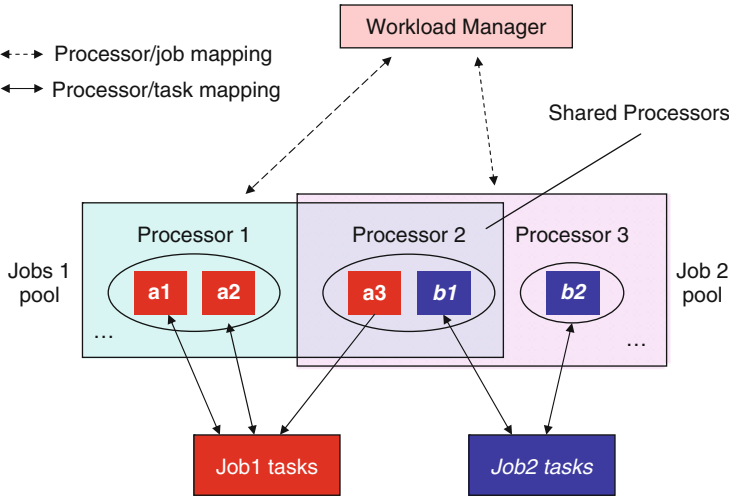 Workload Manager
Processor/job mapping
Processor/task mapping
Shared Processors
Processor 1
Processor 2
Processor 3
Jobs 1
pool
a1
a2
a3
b1
b2
Job 2
pool
...
...
Job1 tasks
Job2 tasks